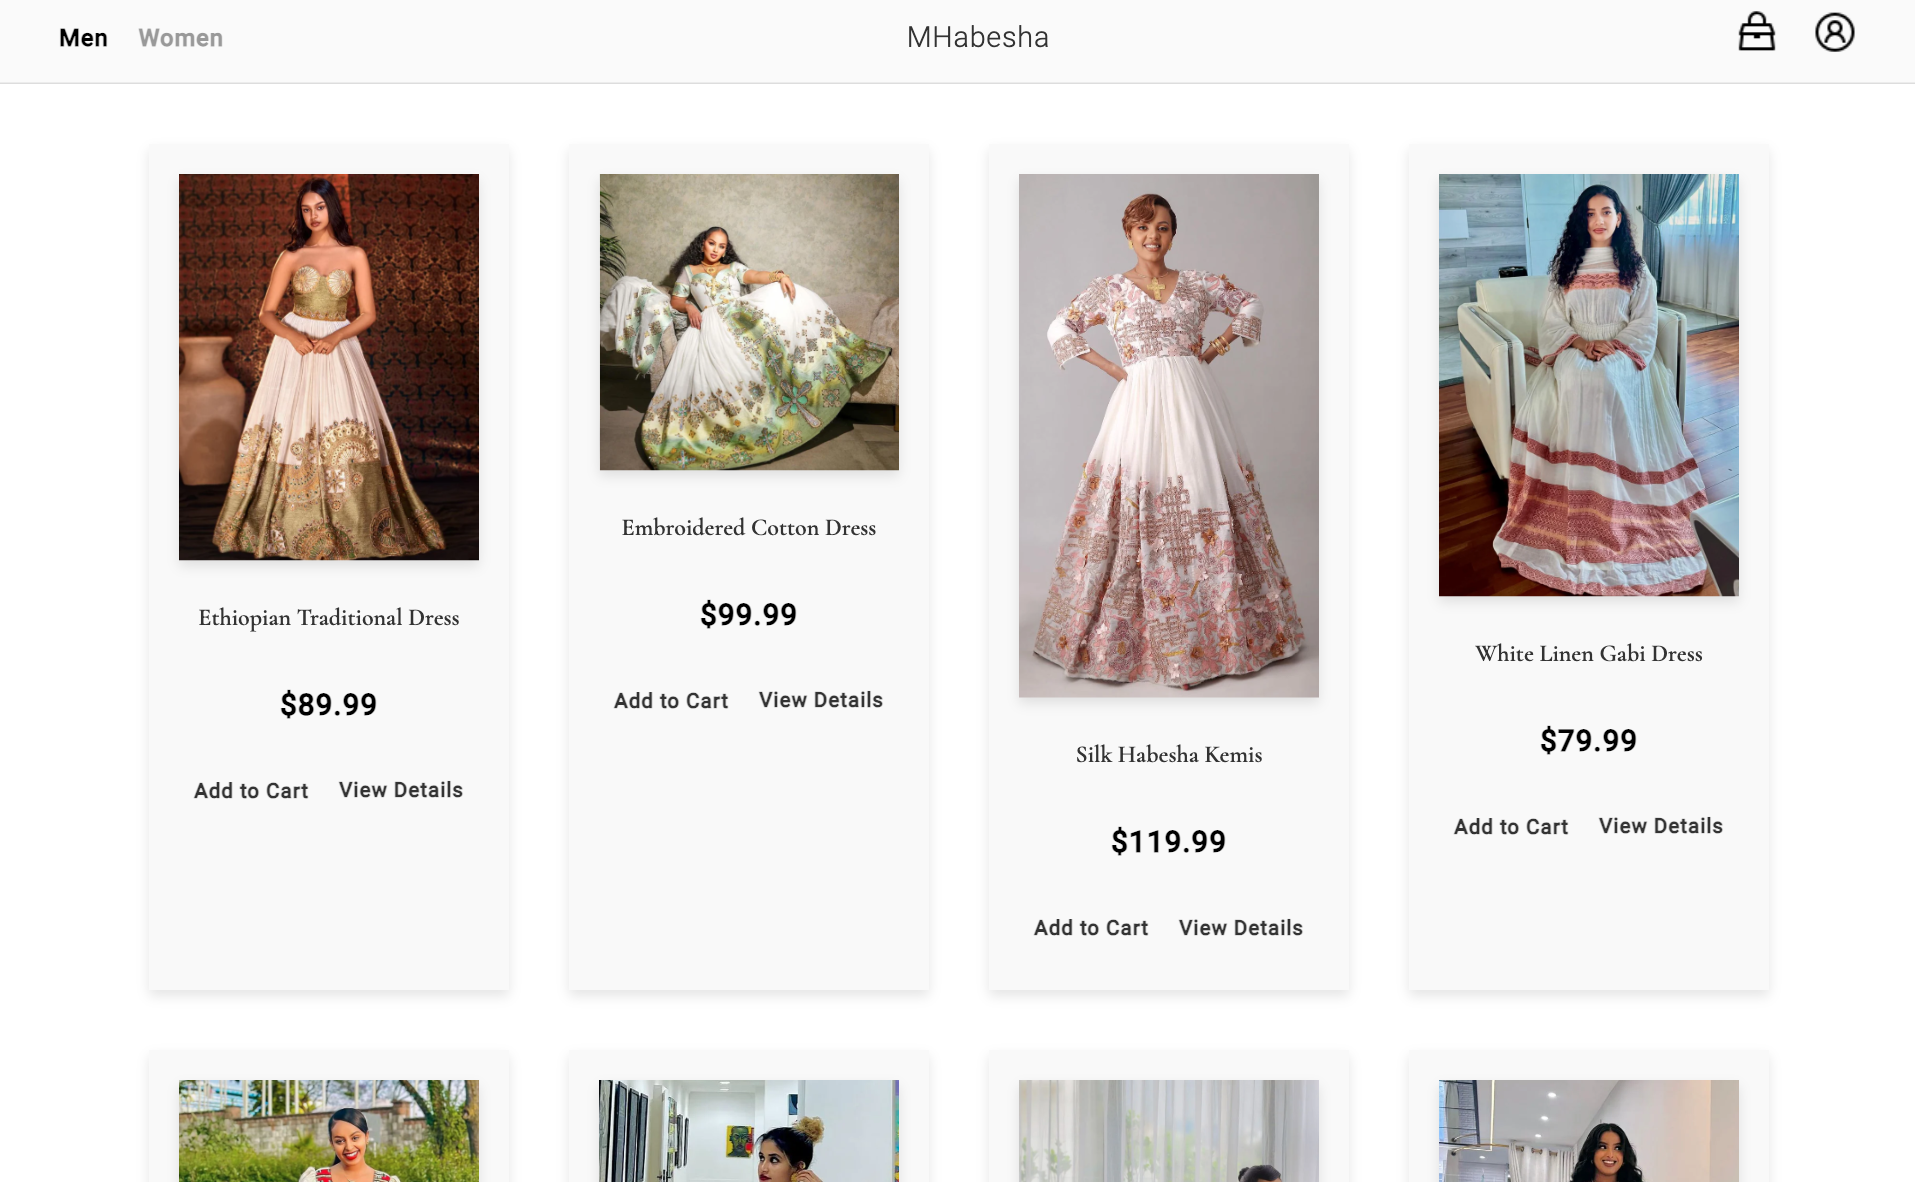 Men Women MHabesha
Ethiopian Traditional Dress
$89.99
Add to Cart View Details
Embroidered Cotton Dress
$99.99
Add to Cart View Details
Silk Habesha Kemis
$119.99
Add to Cart View Details
White Linen Gabi Dress
$79.99
Add to Cart View Details